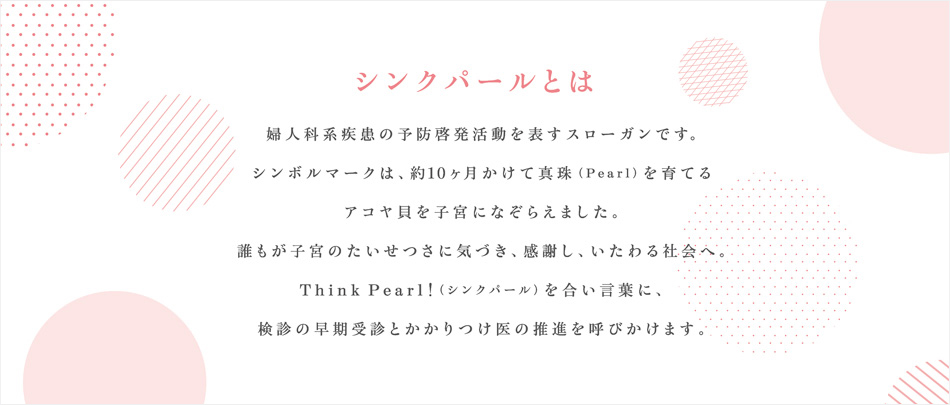 シンクパールとは
婦人科系疾患の予防啓発活動を表すスローガンです。
シンボルマークは、約10ヶ月かけて真珠（Pearl）を育てる
アコヤ貝を子宮になぞらえました。
誰もが子宮のたいせつさに気づき、感謝し、いたわる社会へ。
Think Pearl!（シンクパール）を合い言葉に、
検診の早期受診とかかりつけ医の推進を呼びかけます。